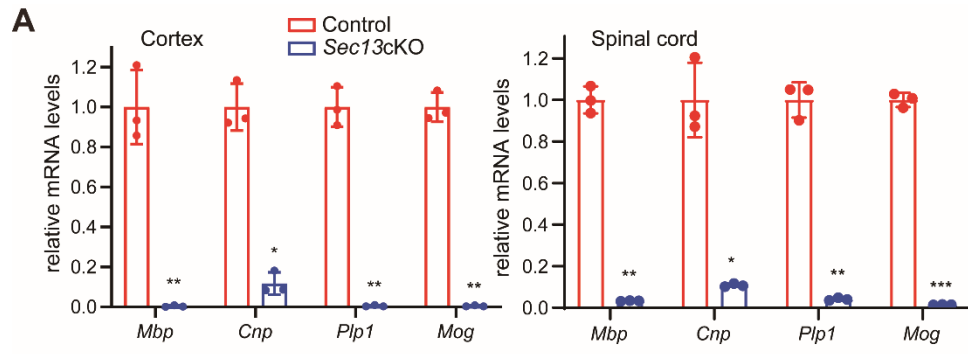 A
Control
Sec13cKO
Cortex
relative mRNA levels
1.2
1.0
0.8
0.6
0.4
0.2
0.0
** * ** **
Mbp Cnp Plp1 Mog
Spinal cord
relative mRNA levels
1.2
1.0
0.8
0.6
0.4
0.2
0.0
** * ** ***
Mbp Cnp Plp1 Mog